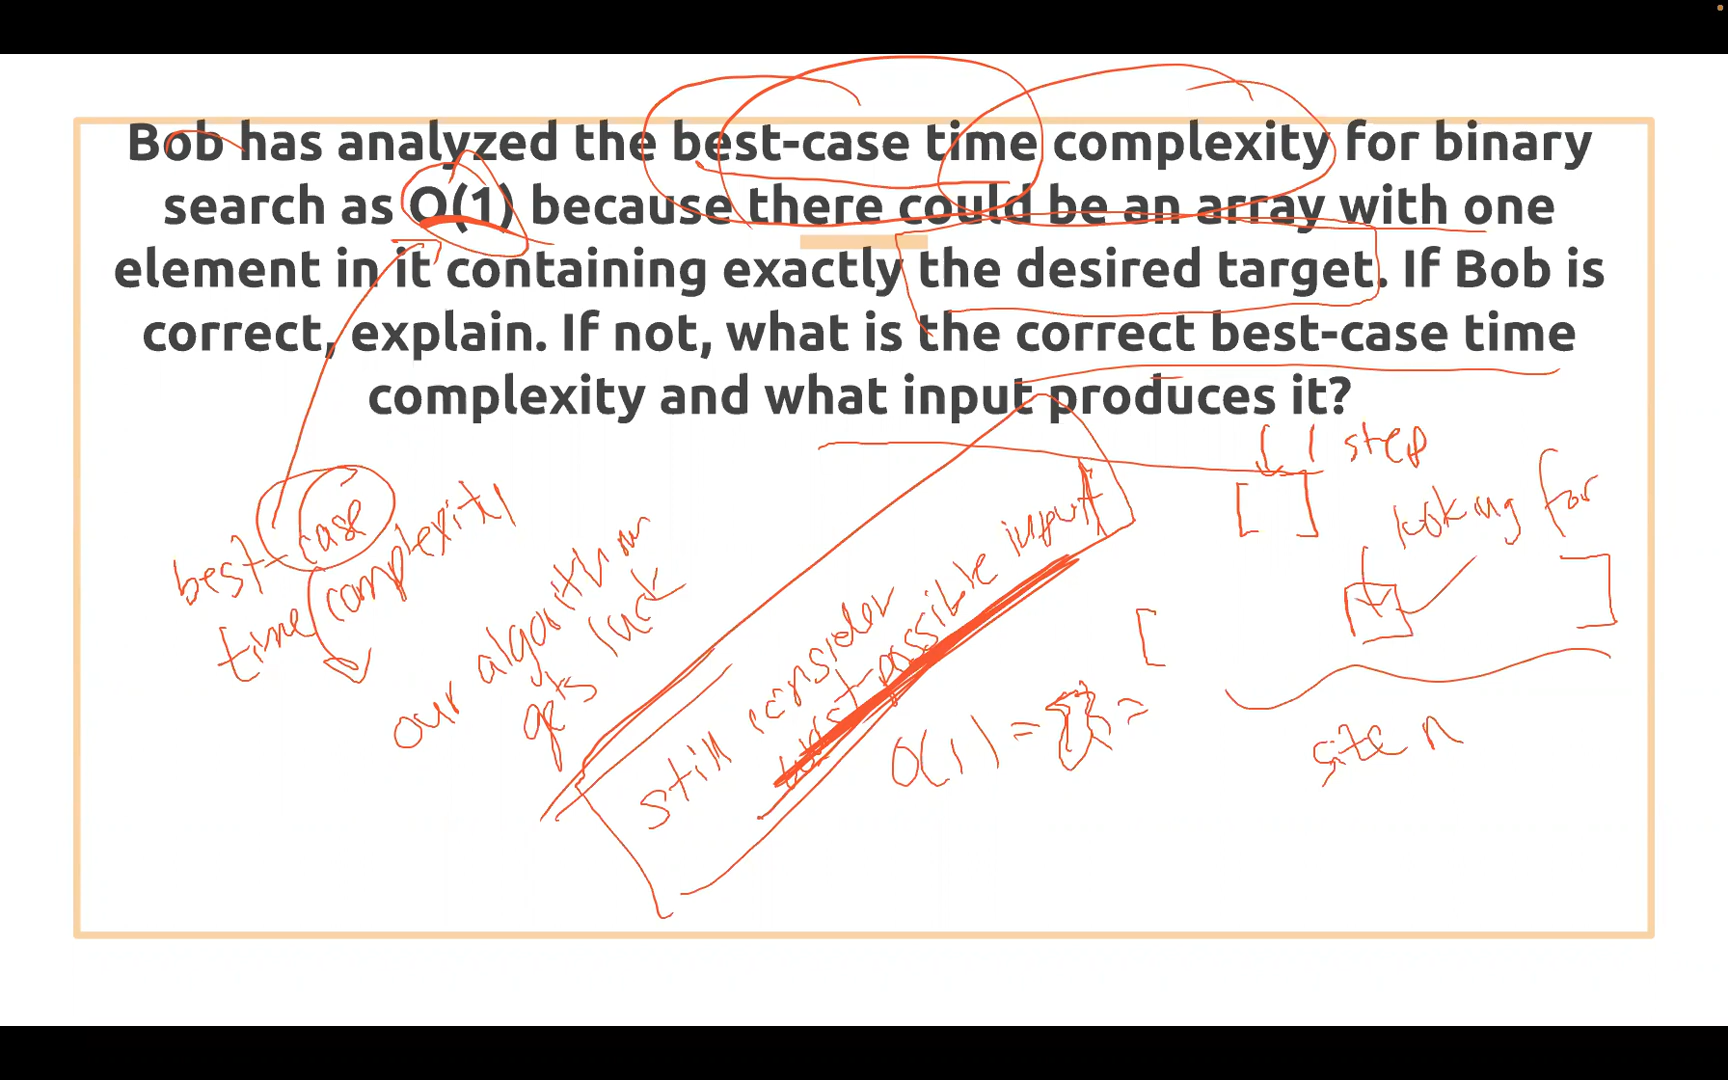 Bob has analyzed the best-case time complexity for binary
search as O(1) because there could be an array with one
element in it containing exactly the desired target. If Bob is
correct, explain. If not, what is the correct best-case time
complexity and what input produces it?
1 step
[ ]
looking for
[ ]
size n
best-case
time complexity
our algorithm
gets luck
still consider
worst-possible input
O(1) =